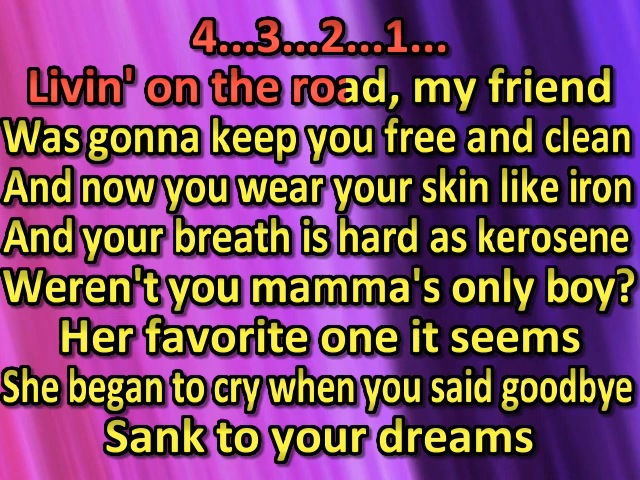 4...3...2...1...
Livin' on the road, my friend
Was gonna keep you free and clean
And now you wear your skin like iron
And your breath is hard as kerosene
Weren't you mamma's only boy?
Her favorite one it seems
She began to cry when you said goodbye
Sank to your dreams